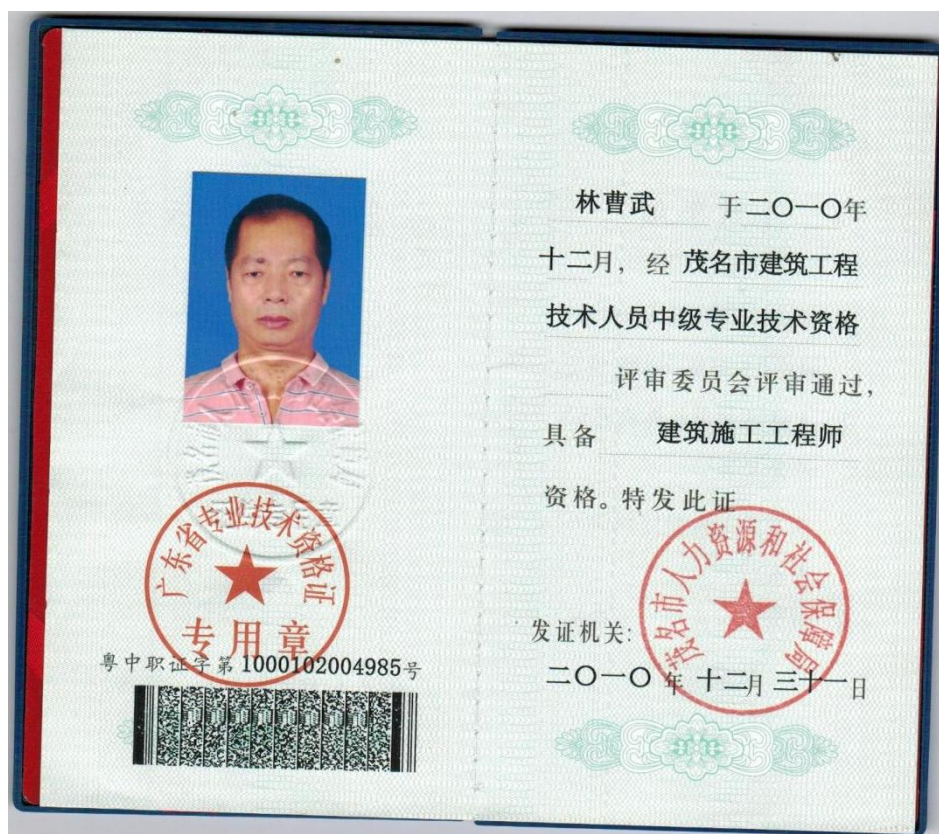 广东省专业技术资格证
专用章
粤中职证字第1000102004985号
林曹武 于二〇一〇年
十二月，经 茂名市建筑工程
技术人员中级专业技术资格
评审委员会评审通过，
具备 建筑施工工程师
资格。特发此证
茂名市人力资源和社会保障局
发证机关：
二〇一〇年 十二月 三十一日